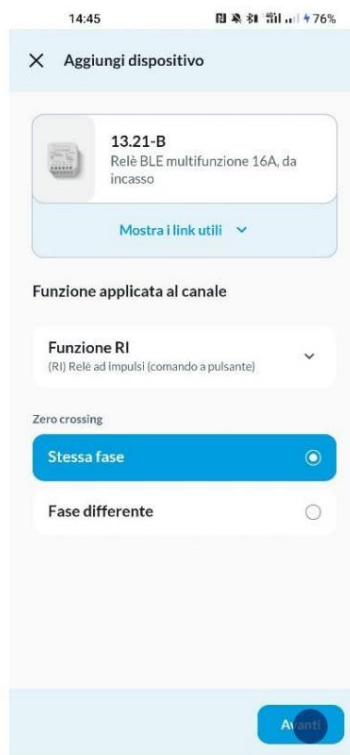 14:45
76%
Aggiungi dispositivo
13.21-B
Relè BLE multifunzione 16A, da
incasso
Mostra i link utili
Funzione applicata al canale
Funzione RI
(RI) Relè ad impulsi (comando a pulsante)
Zero crossing
Stessa fase
Fase differente
Avanti